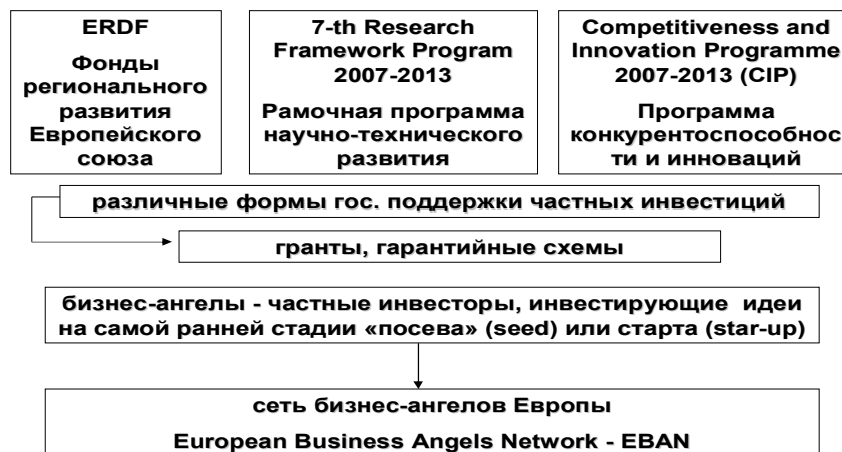 ERDF
Фонды
регионального
развития
Европейского
союза
7-th Research
Framework Program
2007-2013
Рамочная программа
научно-технического
развития
Competitiveness and
Innovation Programme
2007-2013 (CIP)
Программа
конкурентоспособнос
ти и инноваций
различные формы гос. поддержки частных инвестиций
гранты, гарантийные схемы
бизнес-ангелы - частные инвесторы, инвестирующие идеи
на самой ранней стадии «посева» (seed) или старта (star-up)
сеть бизнес-ангелов Европы
European Business Angels Network - EBAN